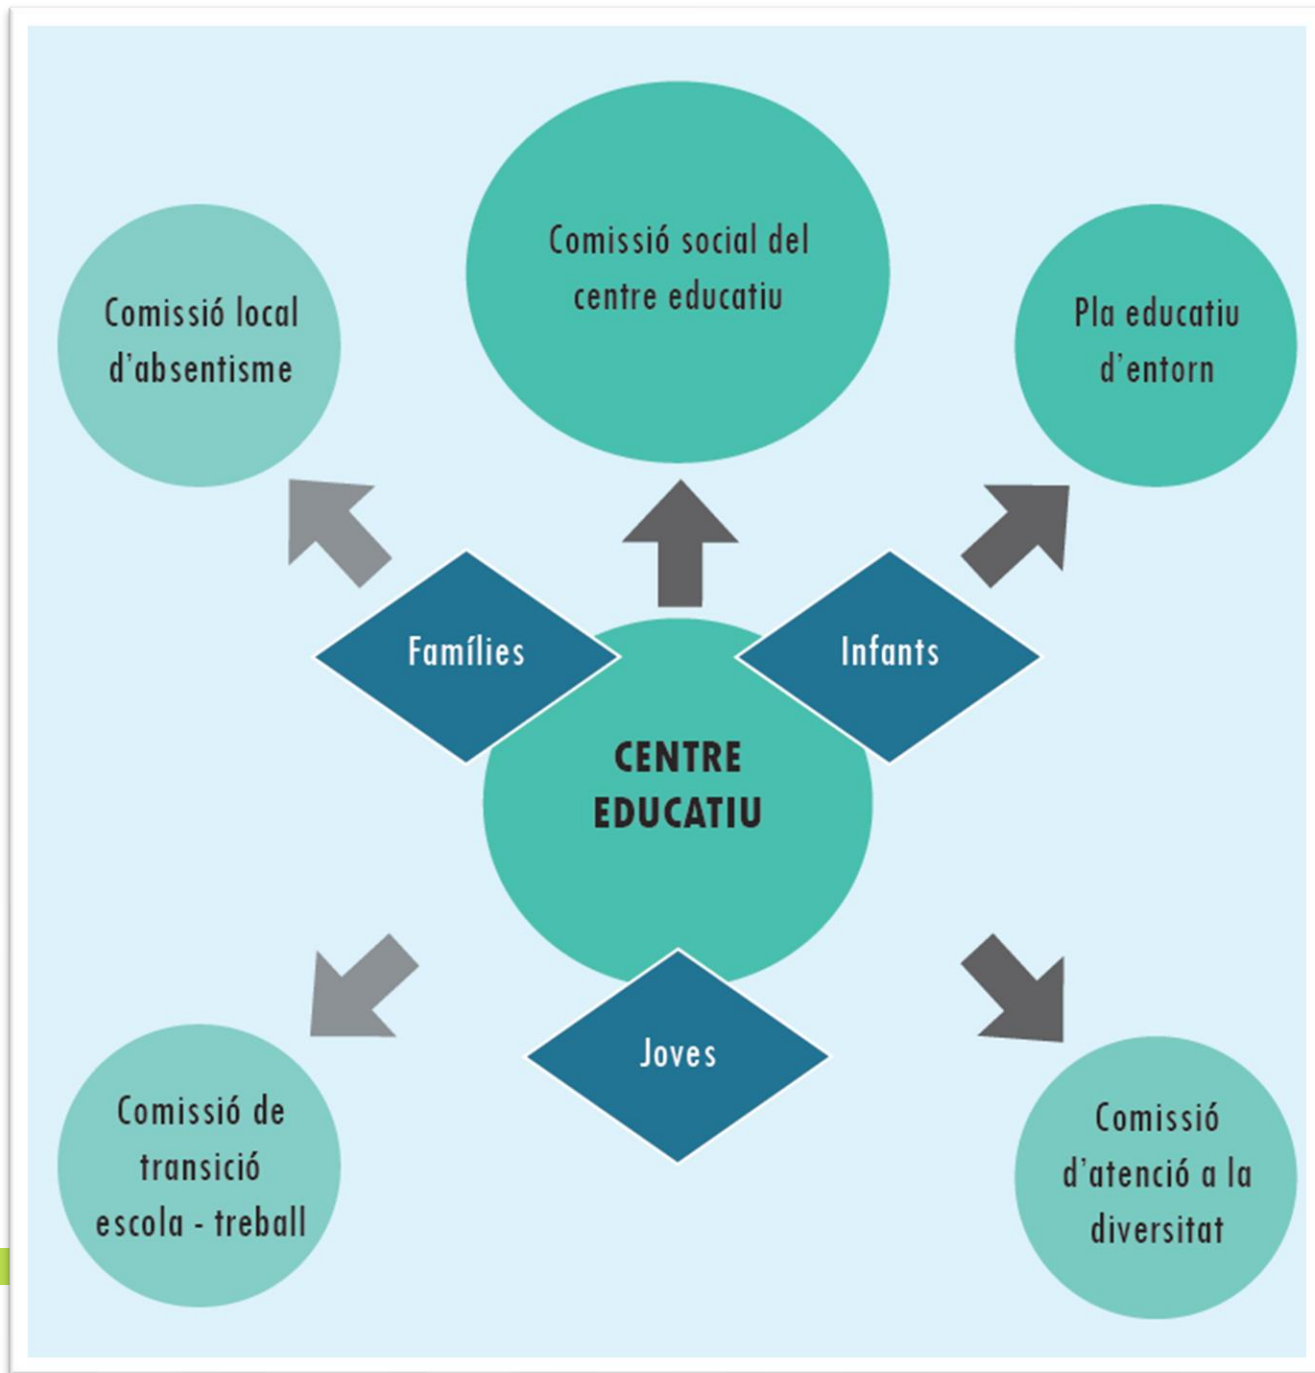 Comissió social del
centre educatiu
Comissió local
d'absentisme
Pla educatiu
d'entorn
Famílies
Infants
CENTRE
EDUCATIU
Joves
Comissió de
transició
escola - treball
Comissió
d'atenció a la
diversitat